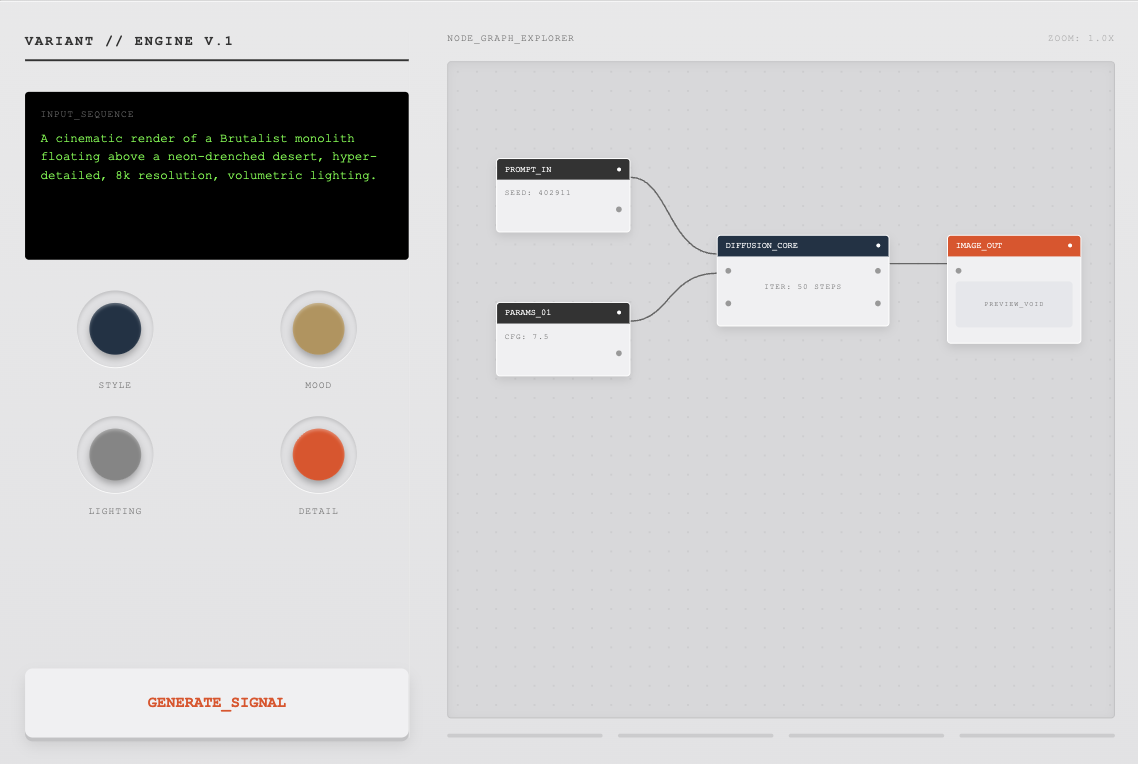 VARIANT // ENGINE V.1
INPUT_SEQUENCE
A cinematic render of a Brutalist monolith
floating above a neon-drenched desert, hyper-
detailed, 8k resolution, volumetric lighting.
STYLE
MOOD
LIGHTING
DETAIL
GENERATE_SIGNAL
NODE_GRAPH_EXPLORER
ZOOM: 1.0X
PROMPT_IN
SEED: 402911
PARAMS_01
CFG: 7.5
DIFFUSION_CORE
ITER: 50 STEPS
IMAGE_OUT
PREVIEW_VOID